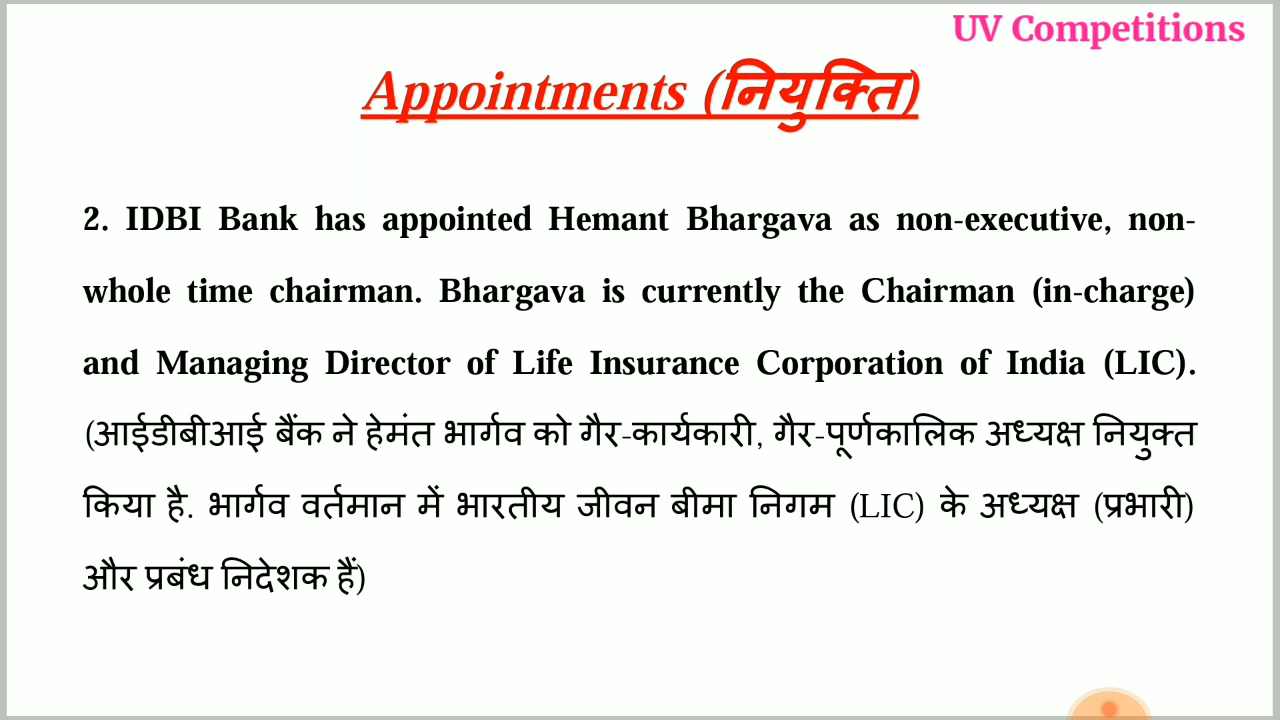 UV Competitions
Appointments (नियुक्ति)
2. IDBI Bank has appointed Hemant Bhargava as non-executive, non-
whole time chairman. Bhargava is currently the Chairman (in-charge)
and Managing Director of Life Insurance Corporation of India (LIC).
(आईडीबीआई बैंक ने हेमंत भार्गव को गैर-कार्यकारी, गैर-पूर्णकालिक अध्यक्ष नियुक्त
किया है. भार्गव वर्तमान में भारतीय जीवन बीमा निगम (LIC) के अध्यक्ष (प्रभारी)
और प्रबंध निदेशक हैं)